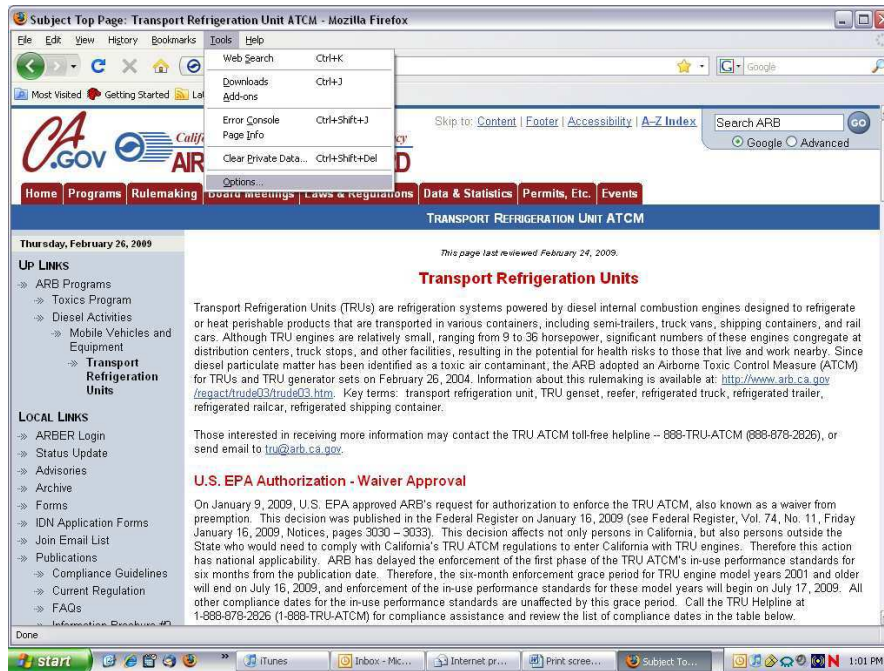 Subject Top Page: Transport Refrigeration Unit ATCM - Mozilla Firefox
File Edit View History Bookmarks Tools Help
Web Search Ctrl+K
Downloads Ctrl+J
Add-ons
Error Console Ctrl+Shift+J
Page Info
Clear Private Data... Ctrl+Shift+Del
Options...
G Google
Most Visited Getting Started
CA.GOV
AIR
Skip to: Content | Footer | Accessibility | A-Z Index
Search ARB GO
Google Advanced
Home Programs Rulemaking Board Meetings Laws & Regulations Data & Statistics Permits, Etc. Events
TRANSPORT REFRIGERATION UNIT ATCM
Thursday, February 26, 2009
UP LINKS
ARB Programs
Toxics Program
Diesel Activities
Mobile Vehicles and
Equipment
Transport
Refrigeration
Units
LOCAL LINKS
ARBER Login
Status Update
Advisories
Archive
Forms
IDN Application Forms
Join Email List
Publications
Compliance Guidelines
Current Regulation
FAQs
This page last reviewed February 24, 2009.
Transport Refrigeration Units
Transport Refrigeration Units (TRUs) are refrigeration systems powered by diesel internal combustion engines designed to refrigerate
or heat perishable products that are transported in various containers, including semi-trailers, truck vans, shipping containers, and rail
cars. Although TRU engines are relatively small, ranging from 9 to 36 horsepower, significant numbers of these engines congregate at
distribution centers, truck stops, and other facilities, resulting in the potential for health risks to those that live and work nearby. Since
diesel particulate matter has been identified as a toxic air contaminant, the ARB adopted an Airborne Toxic Control Measure (ATCM)
for TRUs and TRU generator sets on February 26, 2004. Information about this rulemaking is available at: http://www.arb.ca.gov
/regact/trude03/trude03.htm. Key terms: transport refrigeration unit, TRU genset, reefer, refrigerated truck, refrigerated trailer,
refrigerated railcar, refrigerated shipping container.
Those interested in receiving more information may contact the TRU ATCM toll-free helpline -- 888-TRU-ATCM (888-878-2826), or
send email to tru@arb.ca.gov.
U.S. EPA Authorization - Waiver Approval
On January 9, 2009, U.S. EPA approved ARB's request for authorization to enforce the TRU ATCM, also known as a waiver from
preemption. This decision was published in the Federal Register on January 16, 2009 (see Federal Register, Vol. 74, No. 11, Friday
January 16, 2009, Notices, pages 3030 – 3033). This decision affects not only persons in California, but also persons outside the
State who would need to comply with California's TRU ATCM regulations to enter California with TRU engines. Therefore this action
has national applicability. ARB has delayed the enforcement of the first phase of the TRU ATCM's in-use performance standards for
six months from the publication date. Therefore, the six-month enforcement grace period for TRU engine model years 2001 and older
will end on July 16, 2009, and enforcement of the in-use performance standards for these model years will begin on July 17, 2009. All
other compliance dates for the in-use performance standards are unaffected by this grace period. Call the TRU Helpline at
1-888-878-2826 (1-888-TRU-ATCM) for compliance assistance and review the list of compliance dates in the table below.
Done
start iTunes Inbox - Mic... Internet pr... Print scree... Subject To... 1:01 PM